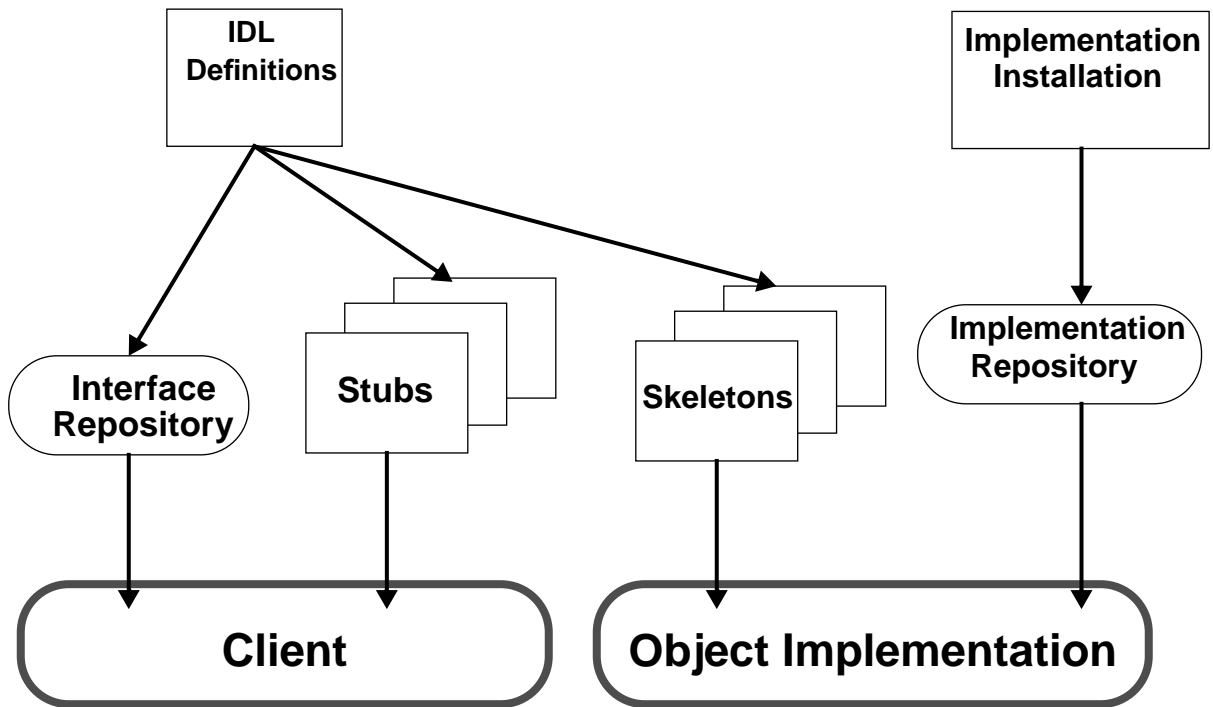 IDL
Definitions
Implementation
Installation
Interface
Repository
Stubs
Skeletons
Implementation
Repository
Client
Object Implementation